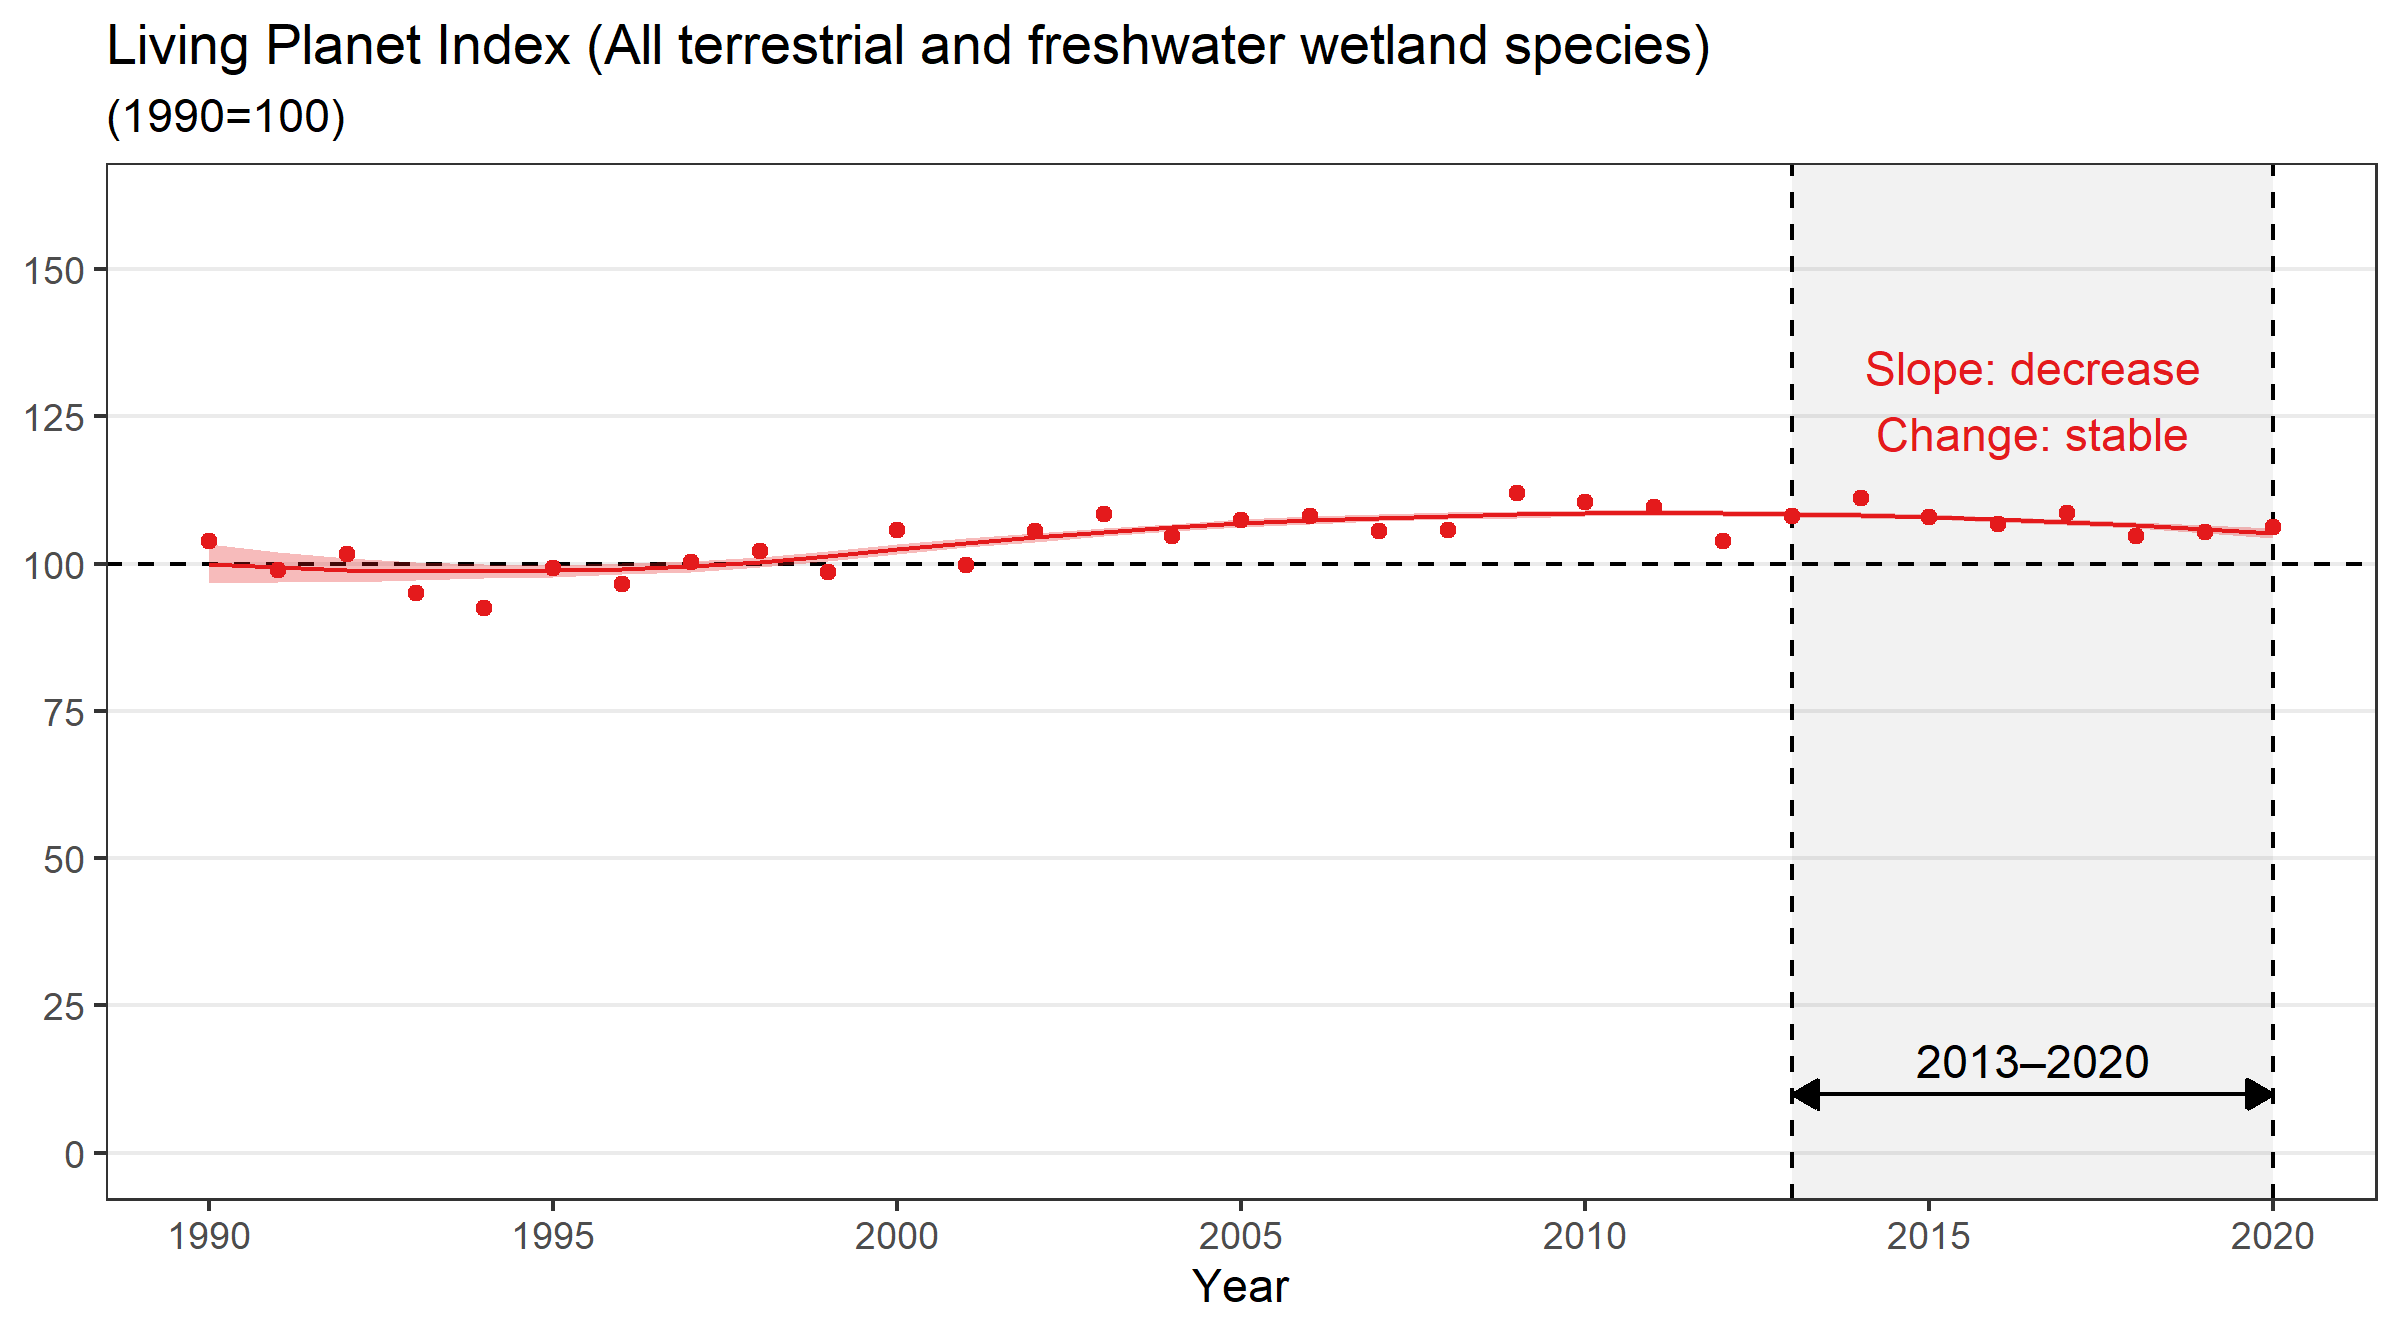 Living Planet Index (All terrestrial and freshwater wetland species)
(1990=100)
150
125
100
75
50
25
0
Slope: decrease
Change: stable
2013–2020
1990 1995 2000 2005 2010 2015 2020
Year